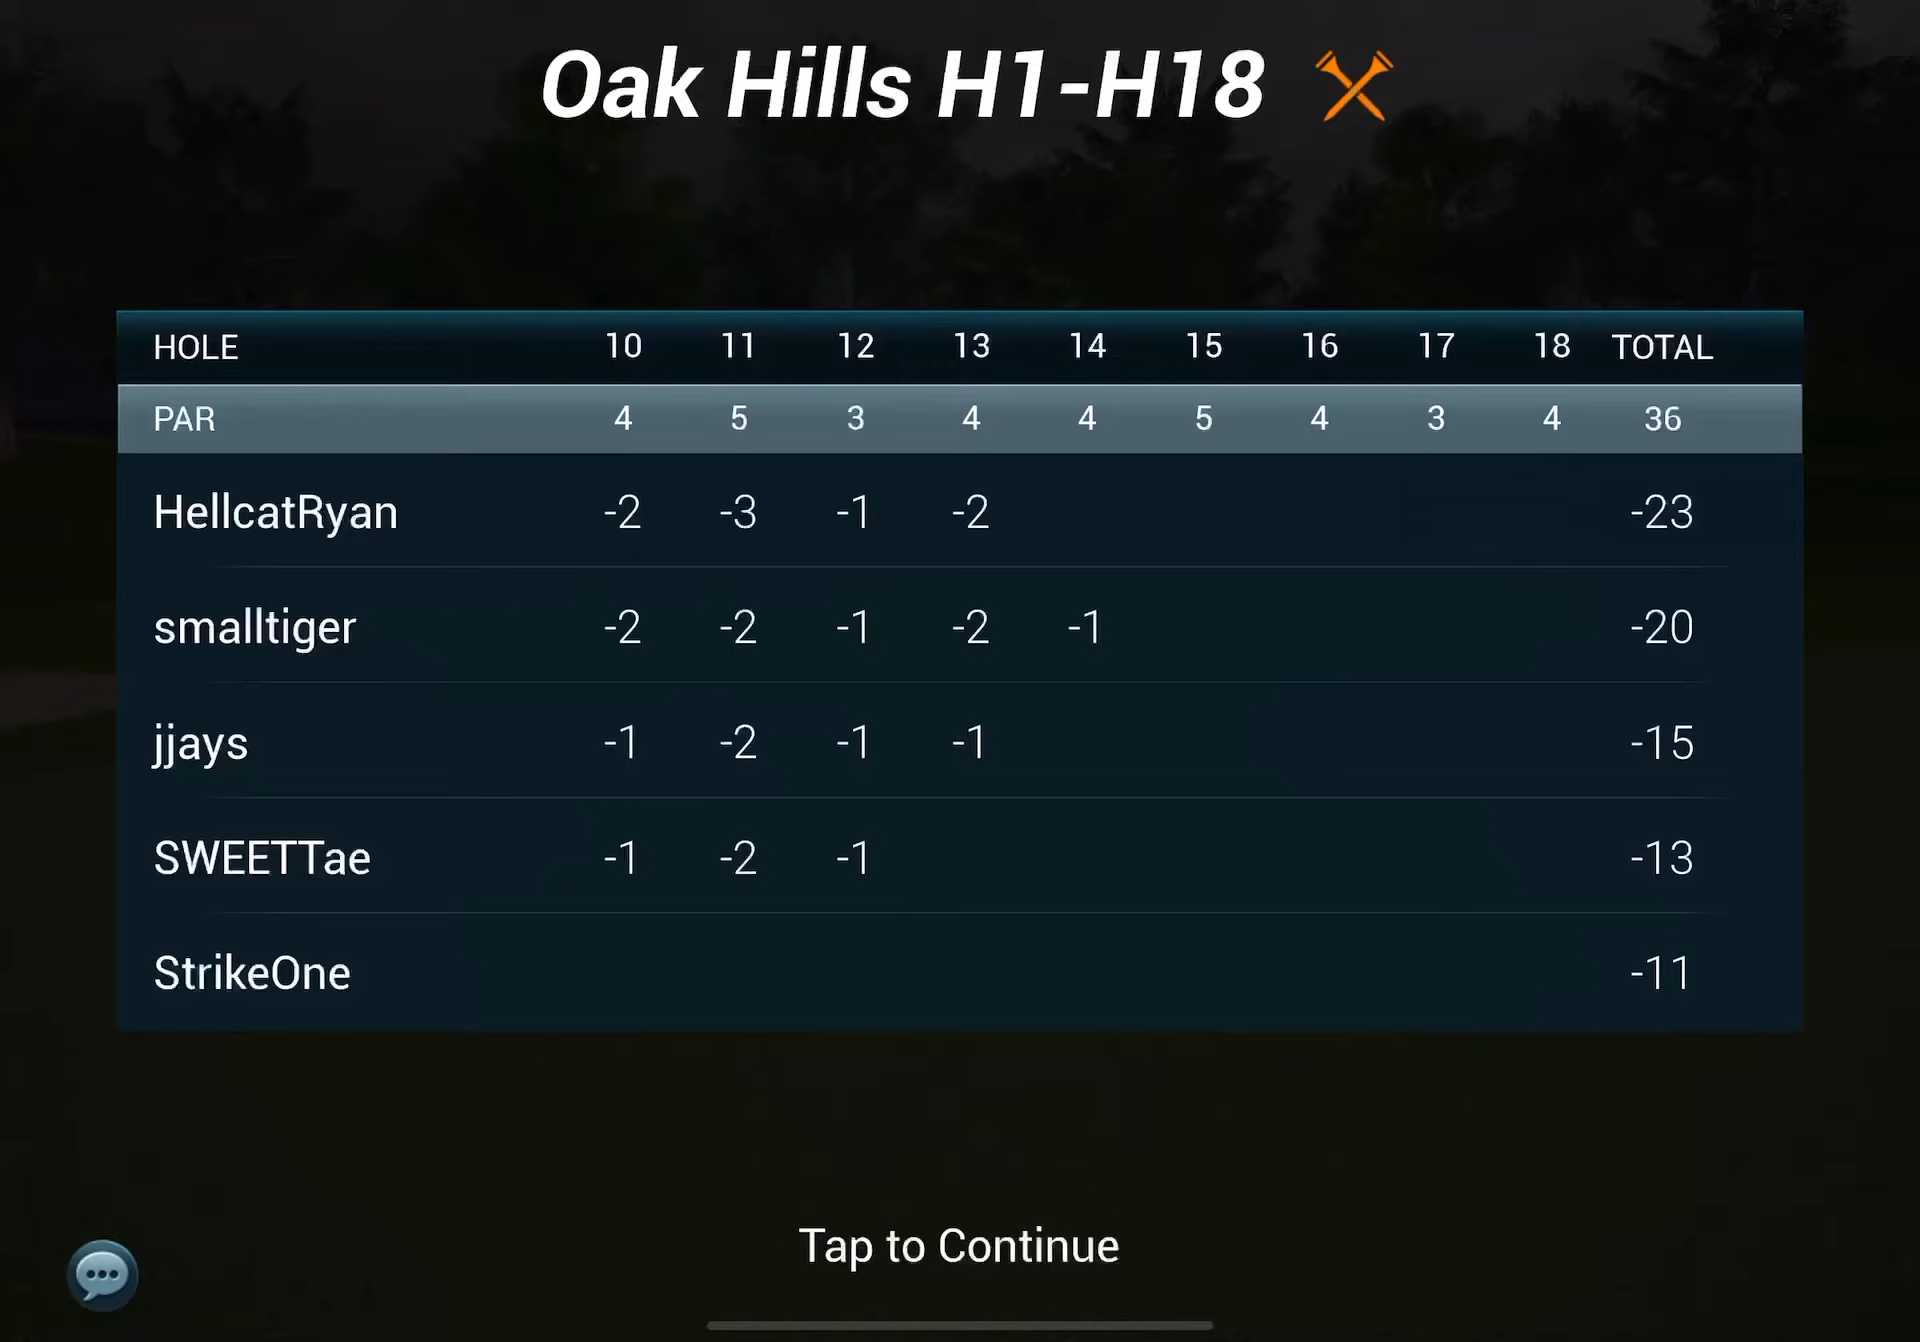 Oak Hills H1-H18
HOLE 10 11 12 13 14 15 16 17 18 TOTAL
PAR 4 5 3 4 4 5 4 3 4 36
HellcatRyan -2 -3 -1 -2 -23
smalltiger -2 -2 -1 -2 -1 -20
jjays -1 -2 -1 -1 -15
SWEETTae -1 -2 -1 -13
StrikeOne -11
Tap to Continue